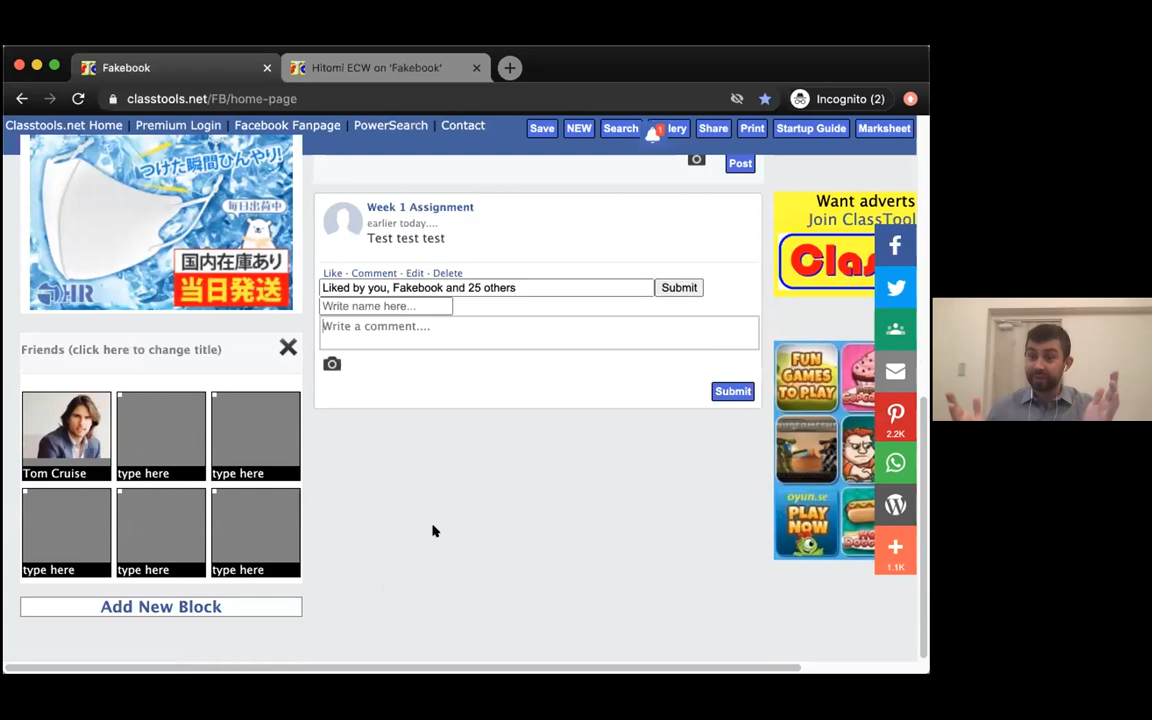 Fakebook
Hitomi ECW on 'Fakebook'
classtools.net/FB/home-page
Incognito (2)
Classtools.net Home | Premium Login | Facebook Fanpage | PowerSearch | Contact
Save NEW Search 1 lery Share Print Startup Guide Marksheet
つけた瞬間ひんやり!
毎日出荷中
国内在庫あり
当日発送
HR
Post
Week 1 Assignment
earlier today....
Test test test
Like · Comment · Edit · Delete
Liked by you, Fakebook and 25 others Submit
Write name here...
Write a comment....
Submit
Want adverts
Join ClassTool
Clas
Friends (click here to change title)
Tom Cruise type here type here
type here type here type here
Add New Block
FUN GAMES TO PLAY
oyun.se
PLAY NOW
2.2K
1.1K